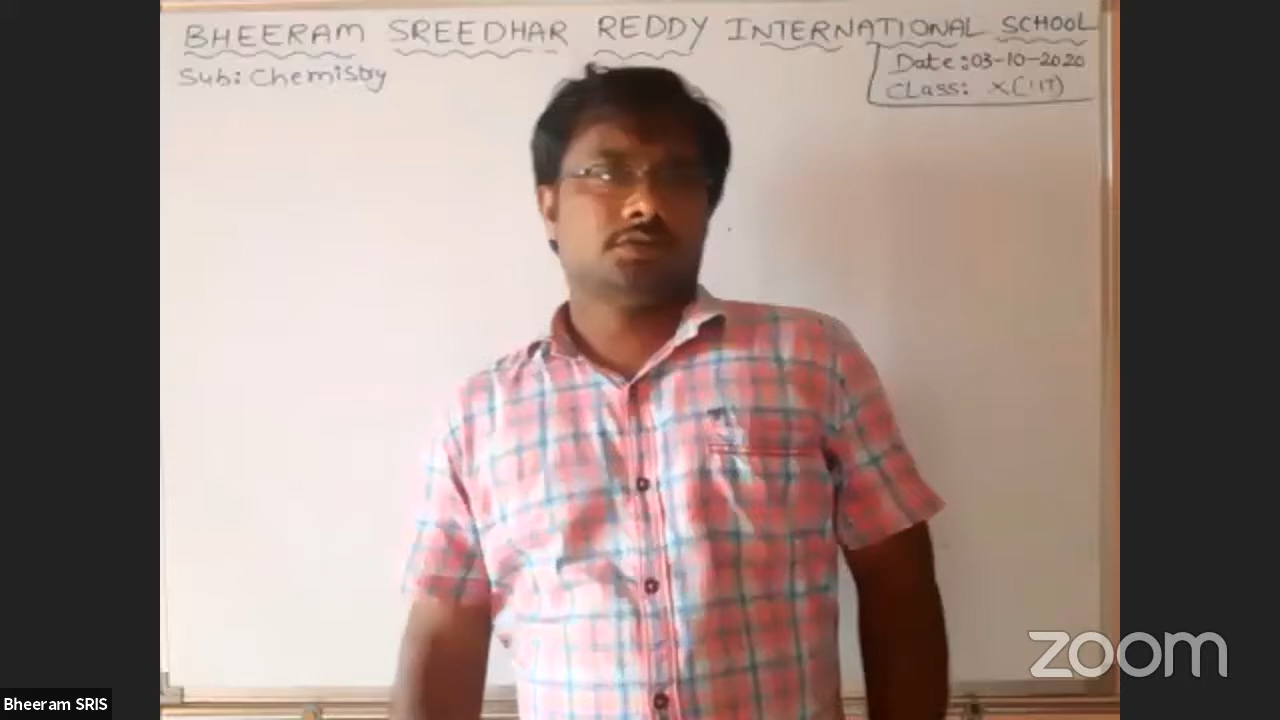 BHEERAM SREEDHAR REDDY INTERNATIONAL SCHOOL
Sub: Chemistry
Date: 03-10-2020
CLass: X(IIT)
zoom
Bheeram SRIS